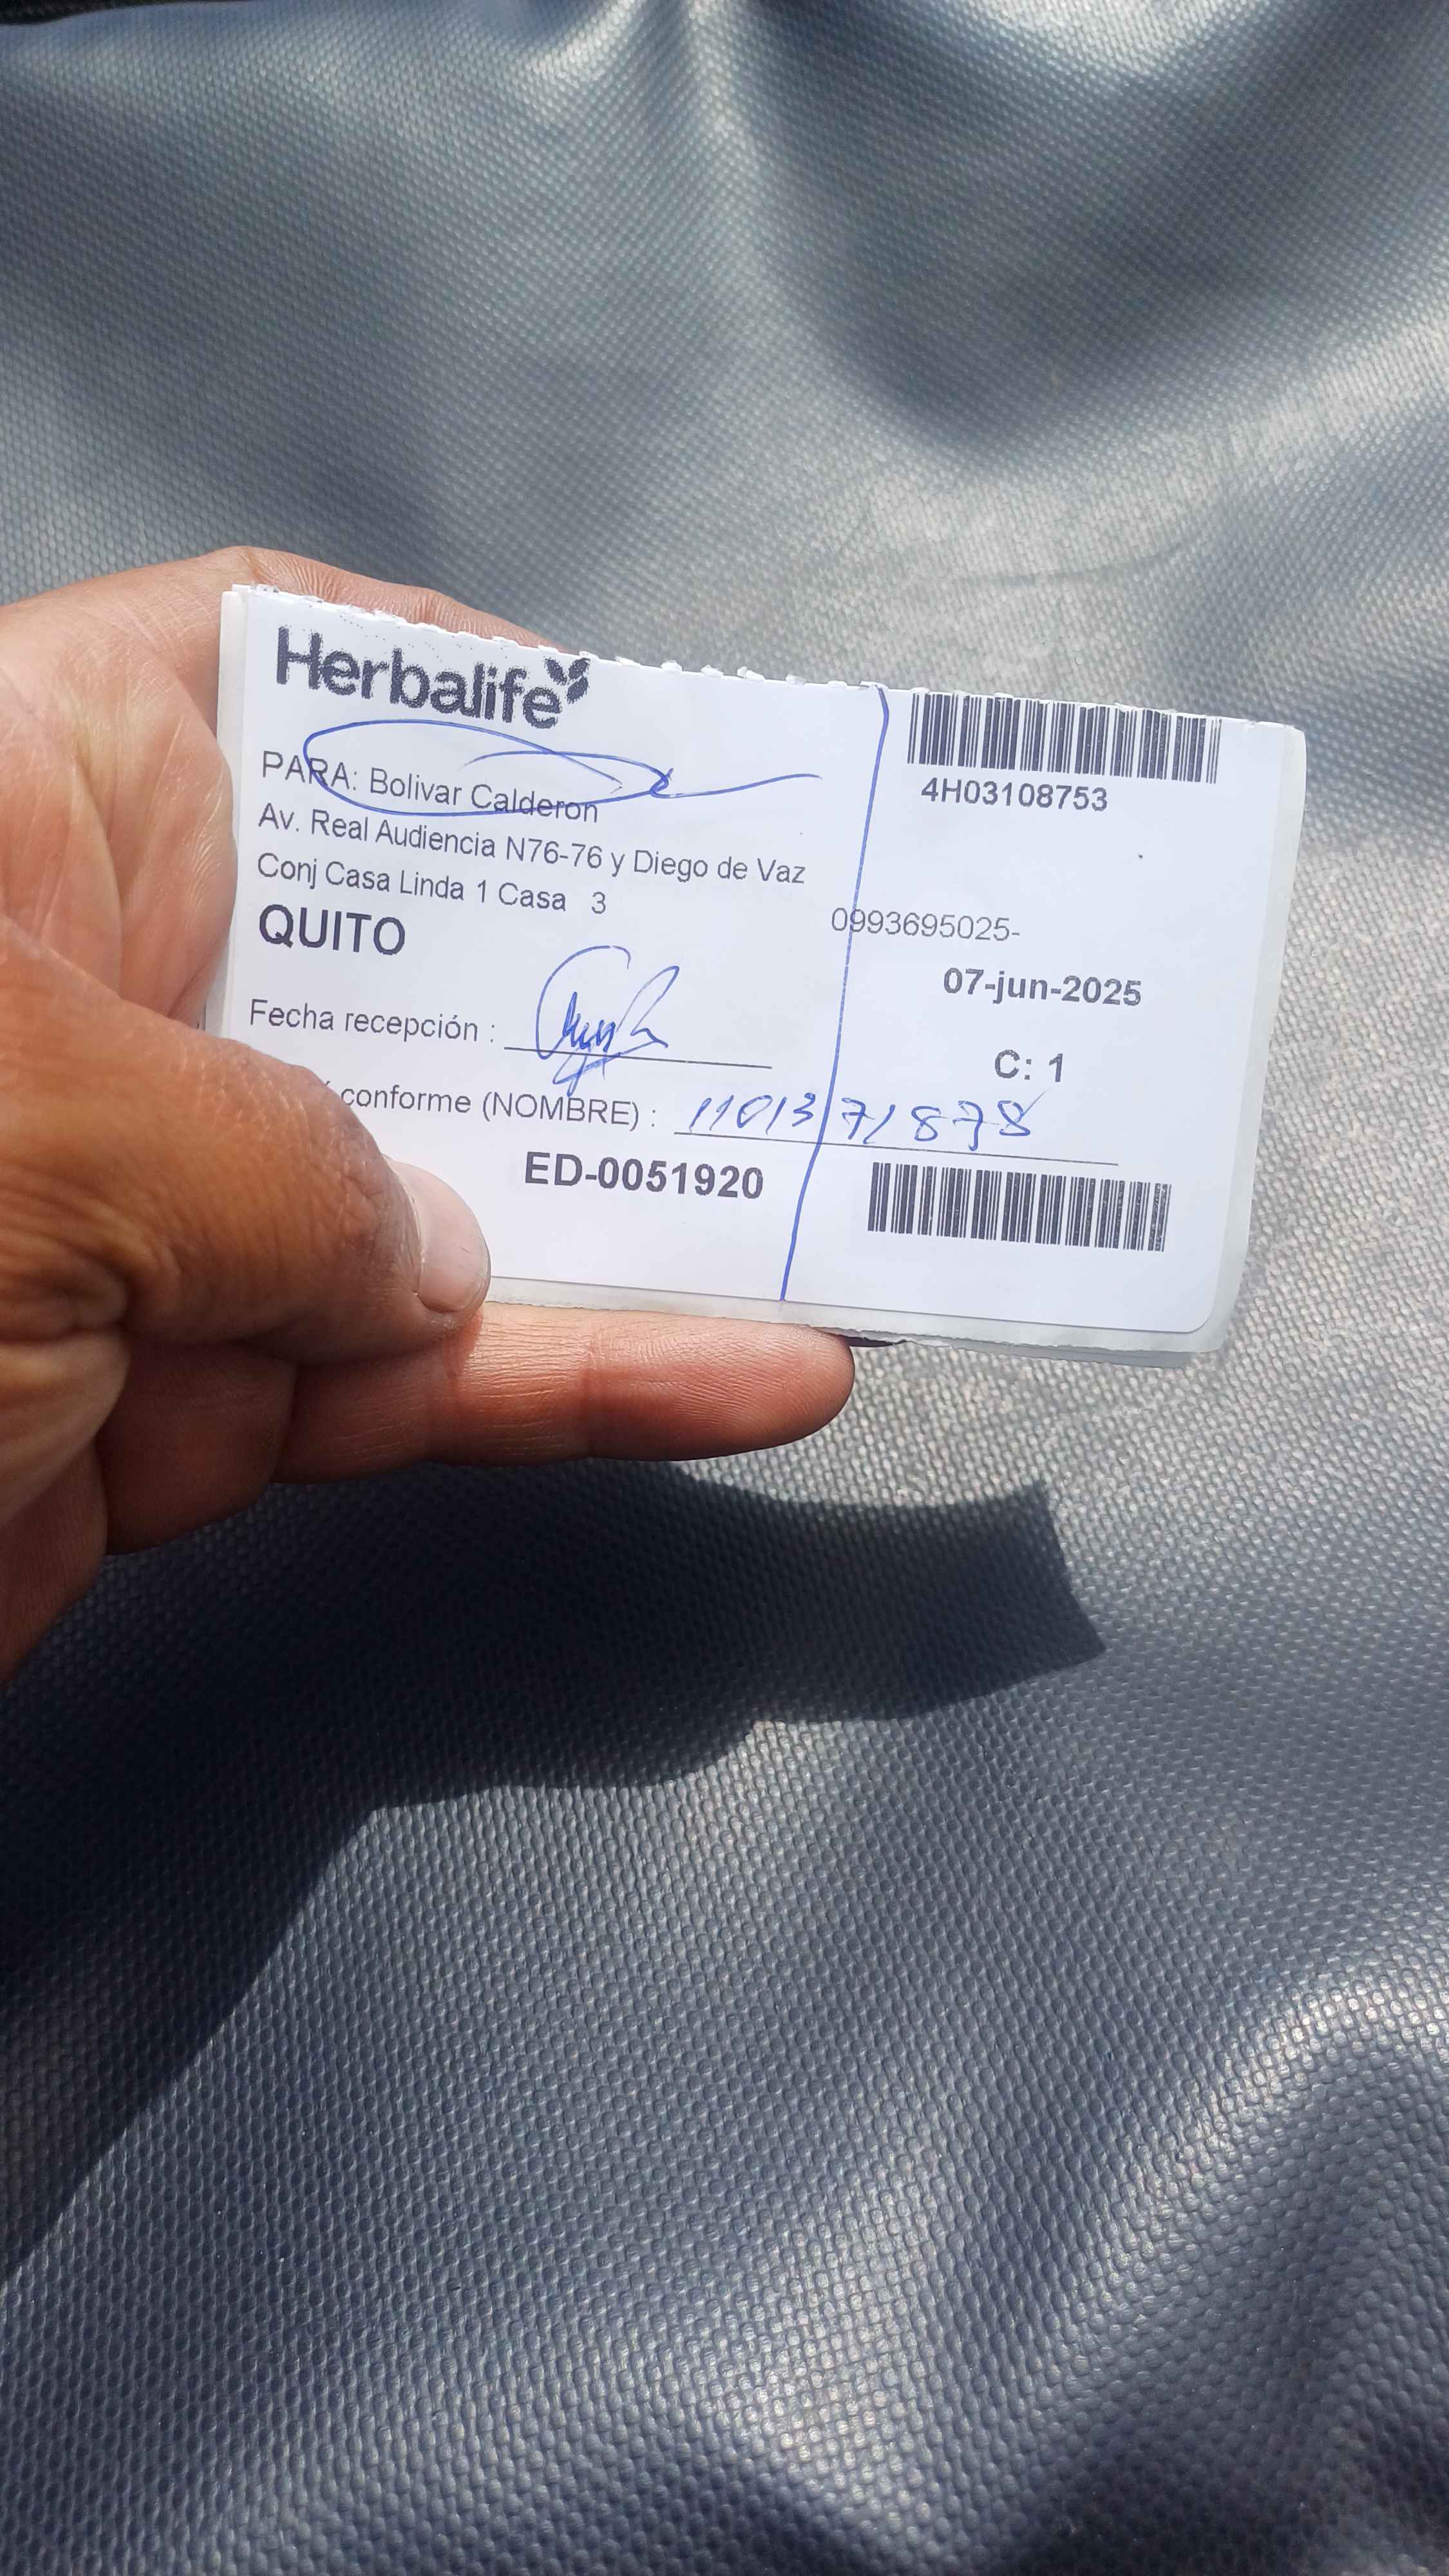 Herbalife
PARA: Bolivar Calderon
Av. Real Audiencia N76-76 y Diego de Vaz
Conj Casa Linda 1 Casa 3
QUITO
4H03108753
0993695025-
07-jun-2025
C: 1
Fecha recepción :
conforme (NOMBRE) : 1101371878
ED-0051920